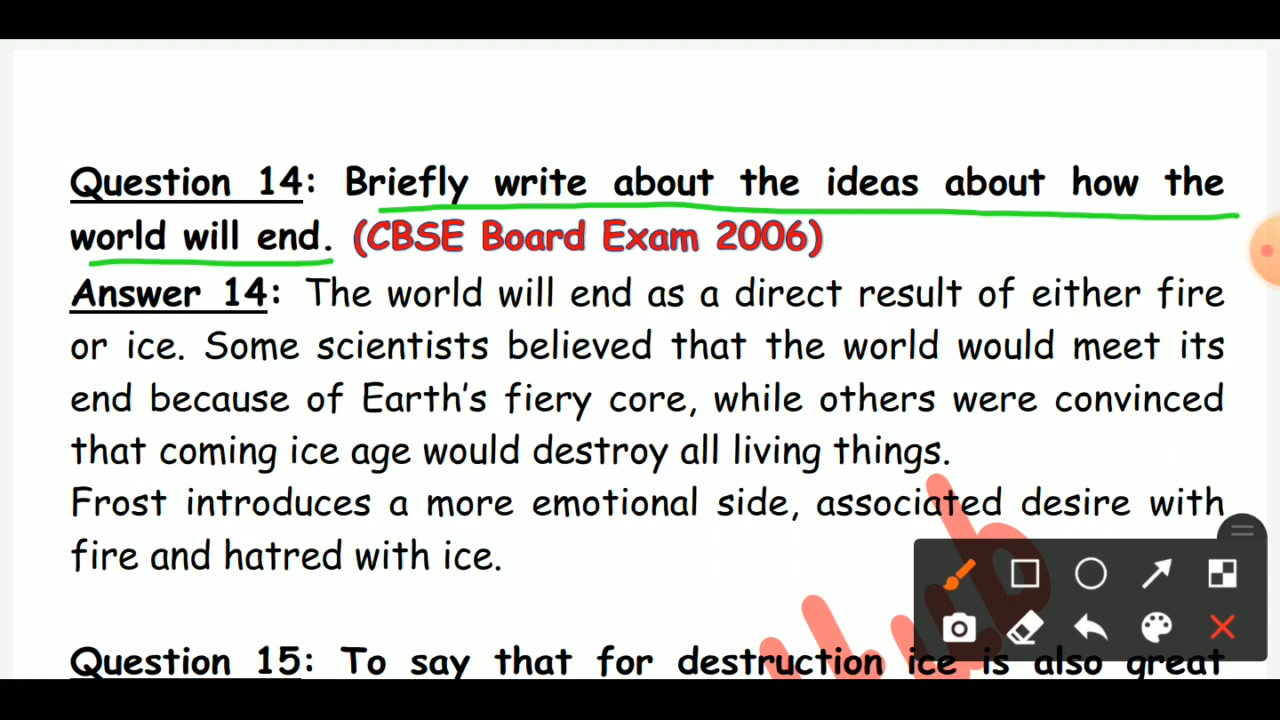 Question 14: Briefly write about the ideas about how the
world will end. (CBSE Board Exam 2006)
Answer 14: The world will end as a direct result of either fire
or ice. Some scientists believed that the world would meet its
end because of Earth's fiery core, while others were convinced
that coming ice age would destroy all living things.
Frost introduces a more emotional side, associated desire with
fire and hatred with ice.
Question 15: To say that for destruction ice is also great